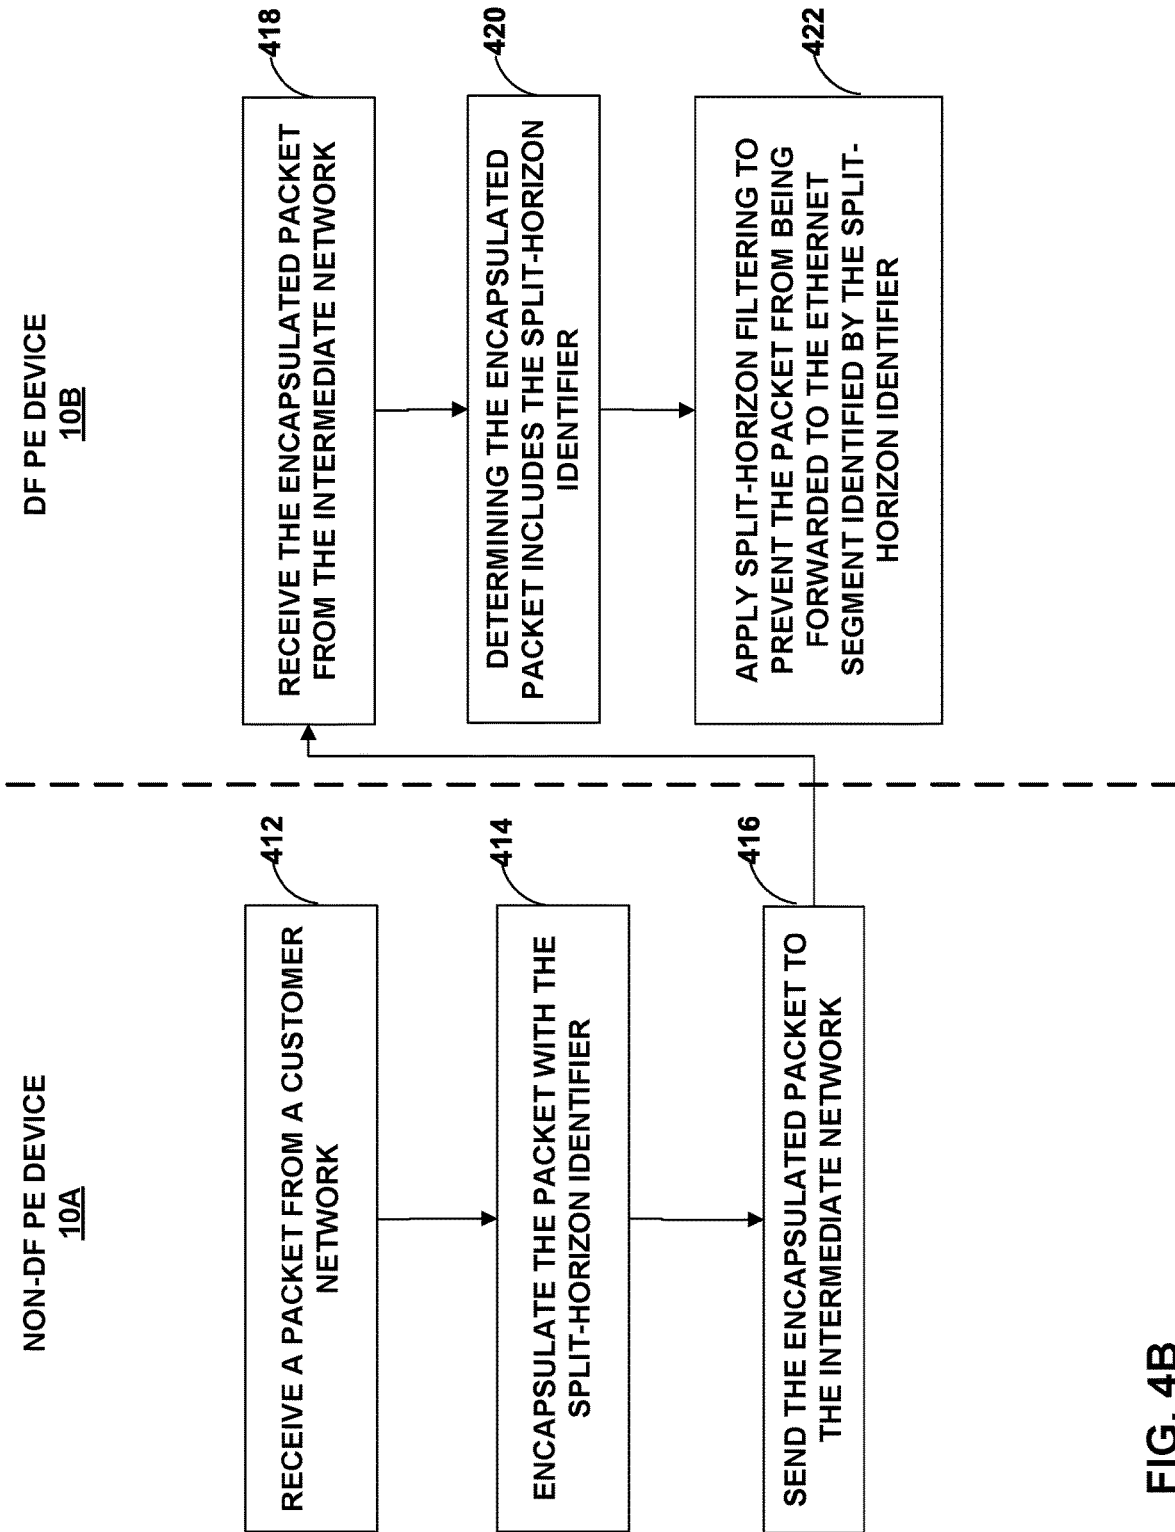 NON-DF PE DEVICE
10A
412
RECEIVE A PACKET FROM A CUSTOMER
NETWORK
414
ENCAPSULATE THE PACKET WITH THE
SPLIT-HORIZON IDENTIFIER
416
SEND THE ENCAPSULATED PACKET TO
THE INTERMEDIATE NETWORK
DF PE DEVICE
10B
418
RECEIVE THE ENCAPSULATED PACKET
FROM THE INTERMEDIATE NETWORK
420
DETERMINING THE ENCAPSULATED
PACKET INCLUDES THE SPLIT-HORIZON
IDENTIFIER
422
APPLY SPLIT-HORIZON FILTERING TO
PREVENT THE PACKET FROM BEING
FORWARDED TO THE ETHERNET
SEGMENT IDENTIFIED BY THE SPLIT-
HORIZON IDENTIFIER
FIG. 4B